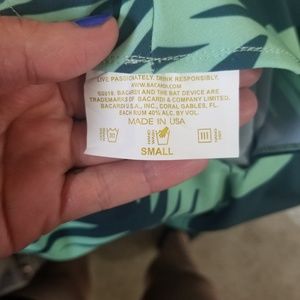 LIVE PASSIONATELY. DRINK RESPONSIBLY.
WWW.BACARDI.COM
©2019. BACARDI AND THE BAT DEVICE ARE
TRADEMARKS OF BACARDI & COMPANY LIMITED.
BACARDI U.S.A., INC., CORAL GABLES, FL.
EACH RUM 40% ALC. BY VOL.
MADE IN USA
SMALL